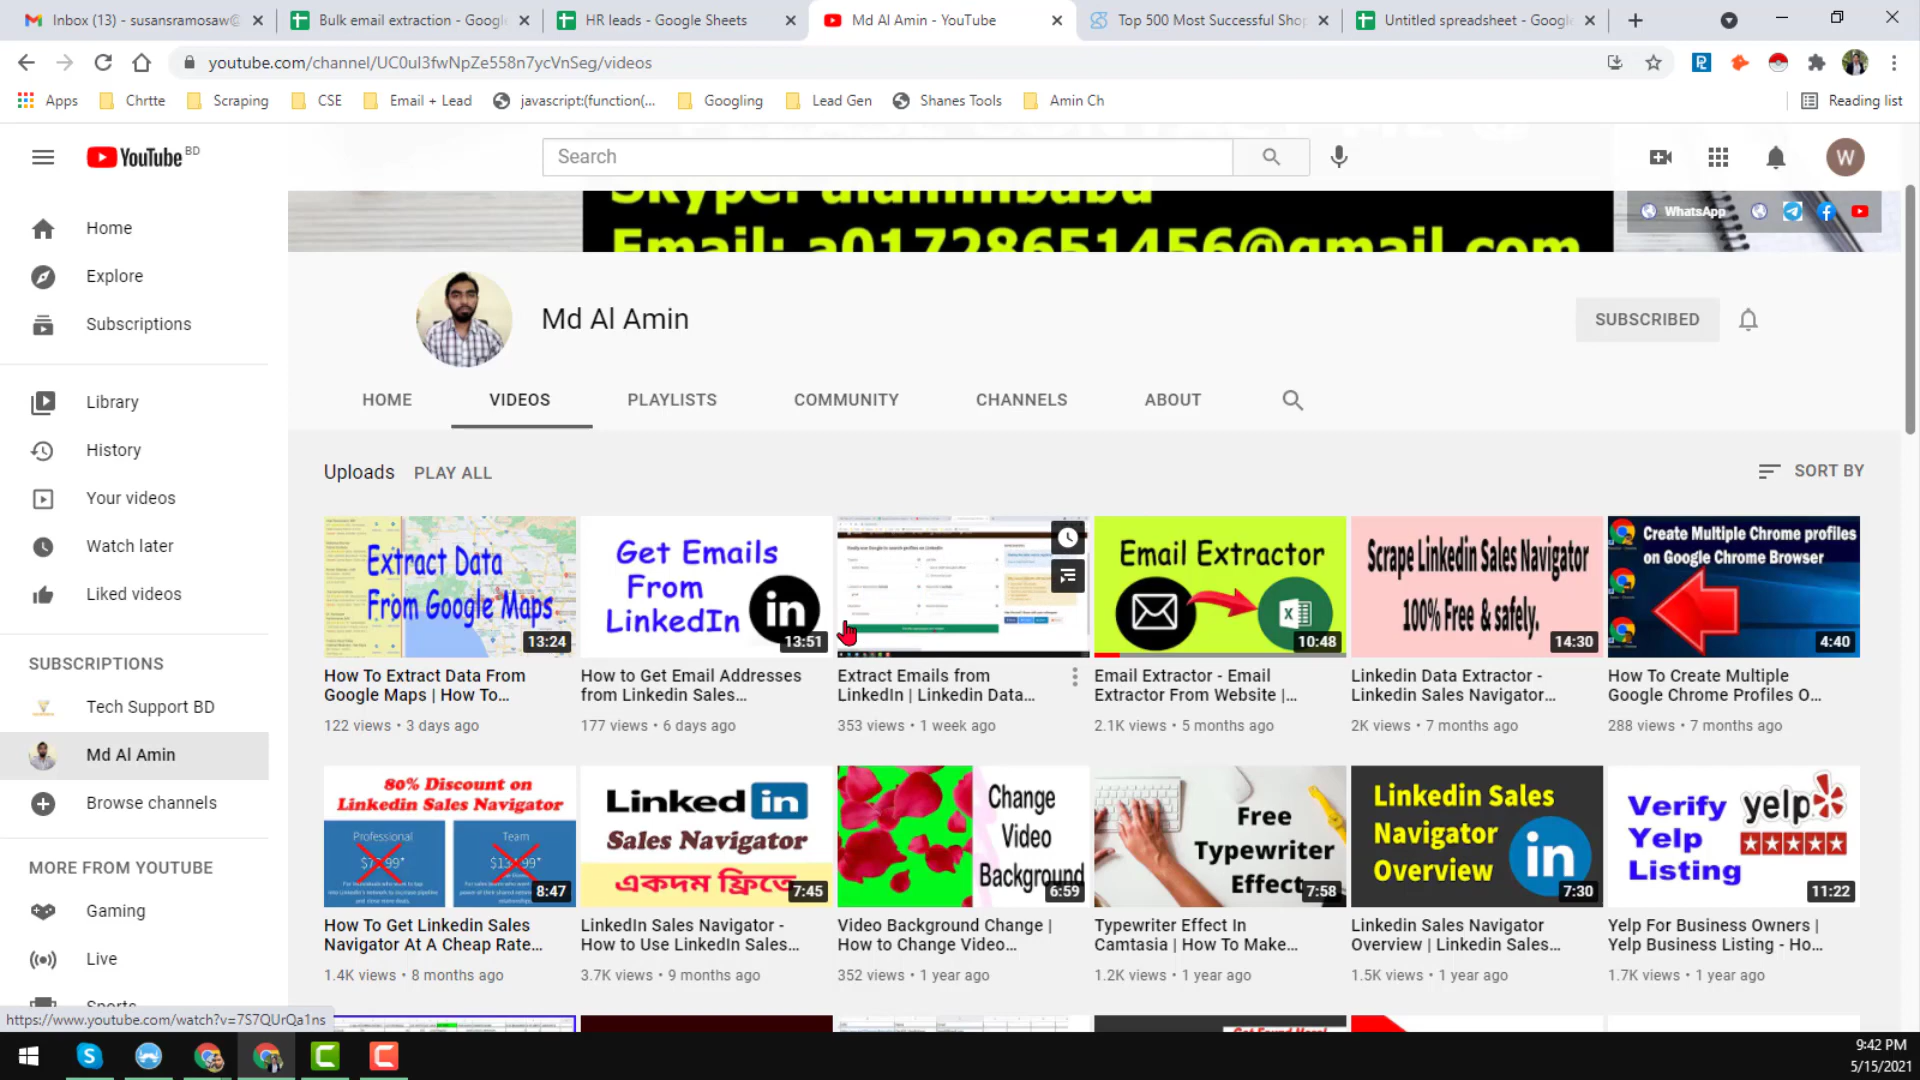 Inbox (13) - susansramosaw@
Bulk email extraction - Google
HR leads - Google Sheets
Md Al Amin - YouTube
Top 500 Most Successful Sho
Untitled spreadsheet - Google
youtube.com/channel/UC0uI3fwNpZe558n7ycVnSeg/videos
Apps
Chrtte
Scraping
CSE
Email + Lead
javascript:(function(...
Googling
Lead Gen
Shanes Tools
Amin Ch
Reading list
YouTube BD
Search
W
Skype: alaminbabu
Email: a01728651456@gmail.com
WhatsApp
Home
Explore
Subscriptions
Library
History
Your videos
Watch later
Liked videos
SUBSCRIPTIONS
Tech Support BD
Md Al Amin
Browse channels
MORE FROM YOUTUBE
Gaming
Live
Sports
https://www.youtube.com/watch?v=7S7QUrQa1ns
Md Al Amin
SUBSCRIBED
HOME
VIDEOS
PLAYLISTS
COMMUNITY
CHANNELS
ABOUT
Uploads
PLAY ALL
SORT BY
Extract Data
From Google Maps
13:24
How To Extract Data From
Google Maps | How To...
122 views • 3 days ago
Get Emails
From
LinkedIn
in
13:51
How to Get Email Addresses
from Linkedin Sales...
177 views • 6 days ago
Extract Emails from
LinkedIn | Linkedin Data...
353 views • 1 week ago
Email Extractor
10:48
Email Extractor - Email
Extractor From Website |...
2.1K views • 5 months ago
Scrape Linkedin Sales Navigator
100% Free & safely.
14:30
Linkedin Data Extractor -
Linkedin Sales Navigator...
2K views • 7 months ago
Create Multiple Chrome profiles
on Google Chrome Browser
4:40
How To Create Multiple
Google Chrome Profiles O...
288 views • 7 months ago
80% Discount on
Linkedin Sales Navigator
Professional
Team
8:47
How To Get Linkedin Sales
Navigator At A Cheap Rate...
1.4K views • 8 months ago
Linked in
Sales Navigator
একদম ফ্রিতে
7:45
LinkedIn Sales Navigator -
How to Use LinkedIn Sales...
3.7K views • 9 months ago
Change
Video
Background
6:59
Video Background Change |
How to Change Video...
352 views • 1 year ago
Free
Typewriter
Effect
7:58
Typewriter Effect In
Camtasia | How To Make...
1.2K views • 1 year ago
Linkedin Sales
Navigator
Overview
in
7:30
Linkedin Sales Navigator
Overview | Linkedin Sales...
1.5K views • 1 year ago
Verify
Yelp
Listing
yelp
11:22
Yelp For Business Owners |
Yelp Business Listing - Ho...
1.7K views • 1 year ago
9:42 PM
5/15/2021